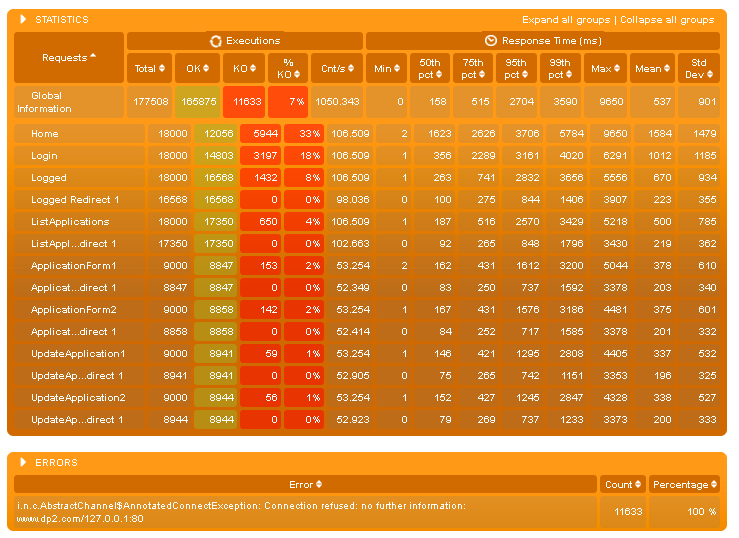 STATISTICS Expand all groups | Collapse all groups
Requests Executions Response Time (ms)
Total OK KO % KO Cnt/s Min 50th pct 75th pct 95th pct 99th pct Max Mean Std Dev
Global Information 177508 165875 11633 7% 1050.343 0 158 515 2704 3590 9650 537 901
Home 18000 12056 5944 33% 106.509 2 1623 2626 3706 5784 9650 1584 1479
Login 18000 14803 3197 18% 106.509 1 356 2289 3161 4020 6291 1012 1185
Logged 18000 16568 1432 8% 106.509 1 263 741 2832 3656 5556 670 934
Logged Redirect 1 16568 16568 0 0% 98.036 0 100 275 844 1406 3907 223 355
ListApplications 18000 17350 650 4% 106.509 1 187 516 2570 3429 5218 500 785
ListAppl...direct 1 17350 17350 0 0% 102.663 0 92 265 848 1796 3430 219 362
ApplicationForm1 9000 8847 153 2% 53.254 2 162 431 1612 3200 5044 378 610
Applicat...direct 1 8847 8847 0 0% 52.349 0 83 250 737 1592 3378 203 340
ApplicationForm2 9000 8858 142 2% 53.254 1 167 431 1576 3186 4481 375 601
Applicat...direct 1 8858 8858 0 0% 52.414 0 84 252 717 1585 3378 201 332
UpdateApplication1 9000 8941 59 1% 53.254 1 146 421 1295 2808 4405 337 532
UpdateAp...direct 1 8941 8941 0 0% 52.905 0 75 265 742 1151 3353 196 325
UpdateApplication2 9000 8944 56 1% 53.254 1 152 427 1245 2847 4328 338 527
UpdateAp...direct 1 8944 8944 0 0% 52.923 0 79 269 737 1233 3373 200 333
ERRORS
Error Count Percentage
i.n.c.AbstractChannel$AnnotatedConnectException: Connection refused: no further information:
www.dp2.com/127.0.0.1:80 11633 100 %